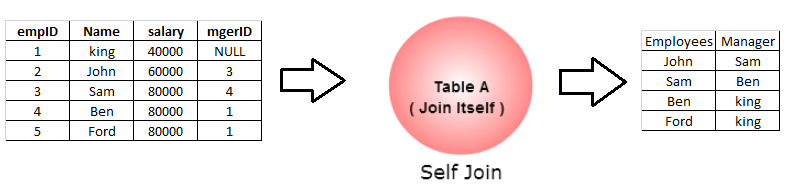 empID Name salary mgerID
1 king 40000 NULL
2 John 60000 3
3 Sam 80000 4
4 Ben 80000 1
5 Ford 80000 1
Table A
( Join Itself )
Self Join
Employees Manager
John Sam
Sam Ben
Ben king
Ford king